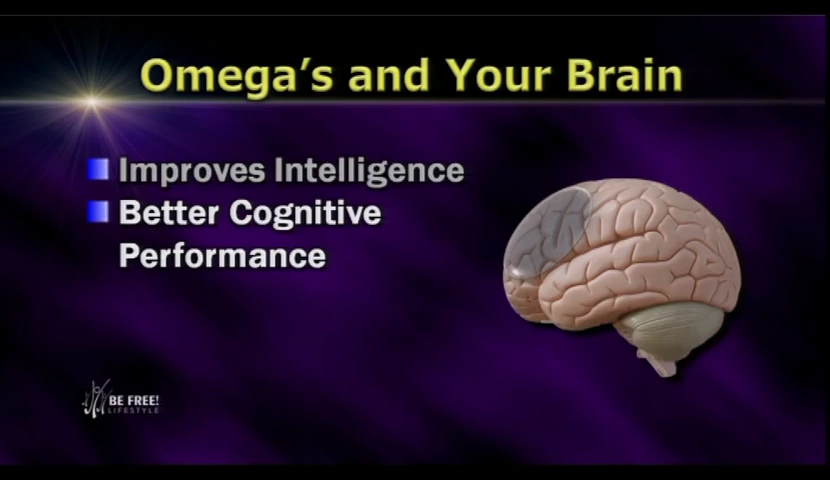 Omega's and Your Brain
Improves Intelligence
Better Cognitive
Performance
BE FREE!
LIFESTYLE